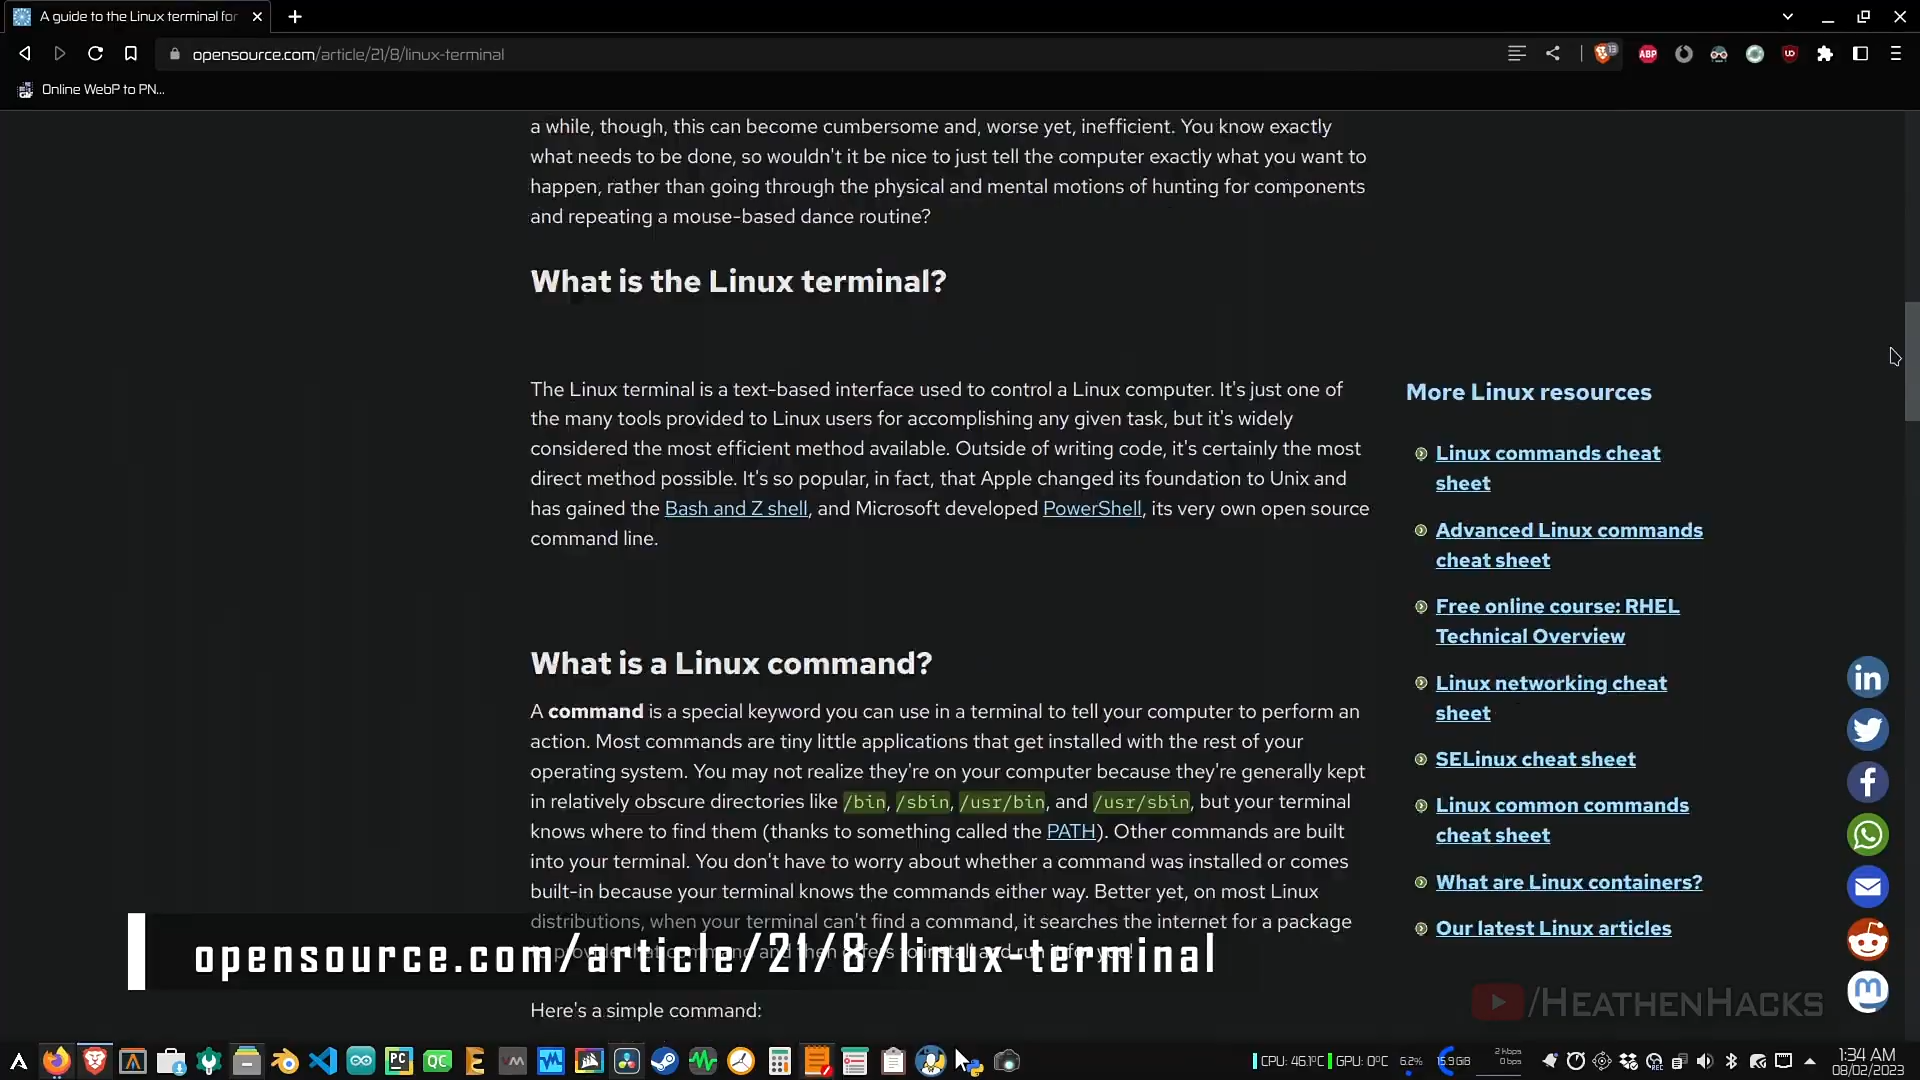 A guide to the Linux terminal for
opensource.com/article/21/8/linux-terminal
13
ABP
Online WebP to PN...
a while, though, this can become cumbersome and, worse yet, inefficient. You know exactly
what needs to be done, so wouldn't it be nice to just tell the computer exactly what you want to
happen, rather than going through the physical and mental motions of hunting for components
and repeating a mouse-based dance routine?
What is the Linux terminal?
The Linux terminal is a text-based interface used to control a Linux computer. It's just one of
the many tools provided to Linux users for accomplishing any given task, but it's widely
considered the most efficient method available. Outside of writing code, it's certainly the most
direct method possible. It's so popular, in fact, that Apple changed its foundation to Unix and
has gained the Bash and Z shell, and Microsoft developed PowerShell, its very own open source
command line.
What is a Linux command?
A command is a special keyword you can use in a terminal to tell your computer to perform an
action. Most commands are tiny little applications that get installed with the rest of your
operating system. You may not realize they're on your computer because they're generally kept
in relatively obscure directories like /bin, /sbin, /usr/bin, and /usr/sbin, but your terminal
knows where to find them (thanks to something called the PATH). Other commands are built
into your terminal. You don't have to worry about whether a command was installed or comes
built-in because your terminal knows the commands either way. Better yet, on most Linux
distributions, when your terminal can't find a command, it searches the internet for a package
Here's a simple command:
More Linux resources
Linux commands cheat
sheet
Advanced Linux commands
cheat sheet
Free online course: RHEL
Technical Overview
Linux networking cheat
sheet
SELinux cheat sheet
Linux common commands
cheat sheet
What are Linux containers?
Our latest Linux articles
opensource.com/article/21/8/linux-terminal
/HEATHENHACKS
PC
QC
CPU: 46.1°C
GPU: 0°C
6.2%
15.9GiB
2 kbps
0 bps
1:34 AM
08/02/2023